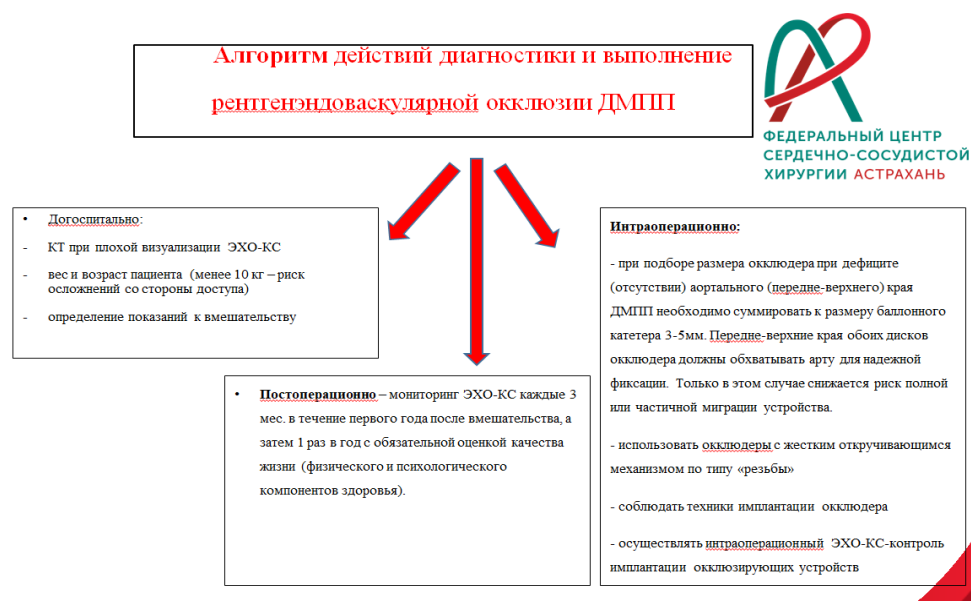 Алгоритм действий диагностики и выполнение
рентгенэндоваскулярной окклюзии ДМПП
ФЕДЕРАЛЬНЫЙ ЦЕНТР
СЕРДЕЧНО-СОСУДИСТОЙ
ХИРУРГИИ АСТРАХАНЬ
• Догоспитально:
- КТ при плохой визуализации ЭХО-КС
- вес и возраст пациента (менее 10 кг – риск
осложнений со стороны доступа)
- определение показаний к вмешательству
• Постоперационно – мониторинг ЭХО-КС каждые 3
мес. в течение первого года после вмешательства, а
затем 1 раз в год с обязательной оценкой качества
жизни (физического и психологического
компонентов здоровья).
Интраоперационно:
- при подборе размера окклюдера при дефиците
(отсутствии) аортального (передне-верхнего) края
ДМПП необходимо суммировать к размеру баллонного
катетера 3-5мм. Передне-верхние края обоих дисков
окклюдера должны обхватывать арту для надежной
фиксации. Только в этом случае снижается риск полной
или частичной миграции устройства.
- использовать окклюдеры с жестким откручивающимся
механизмом по типу «резьбы»
- соблюдать техники имплантации окклюдера
- осуществлять интраоперационный ЭХО-КС-контроль
имплантации окклюзирующих устройств